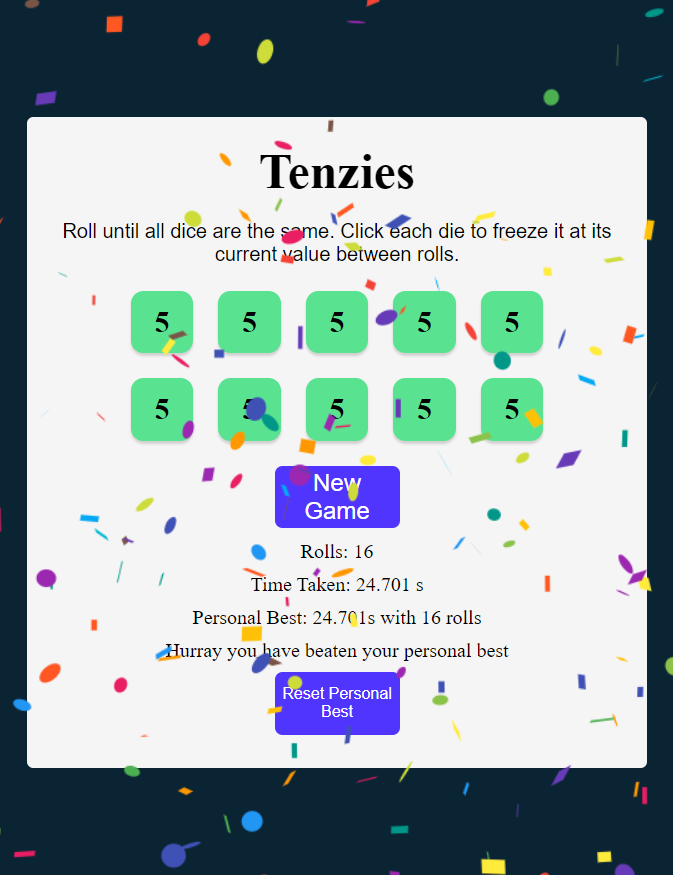 Tenzies
Roll until all dice are the same. Click each die to freeze it at its
current value between rolls.
5 5 5 5 5
5 5 5 5 5
New
Game
Rolls: 16
Time Taken: 24.701 s
Personal Best: 24.701s with 16 rolls
Hurray you have beaten your personal best
Reset Personal
Best